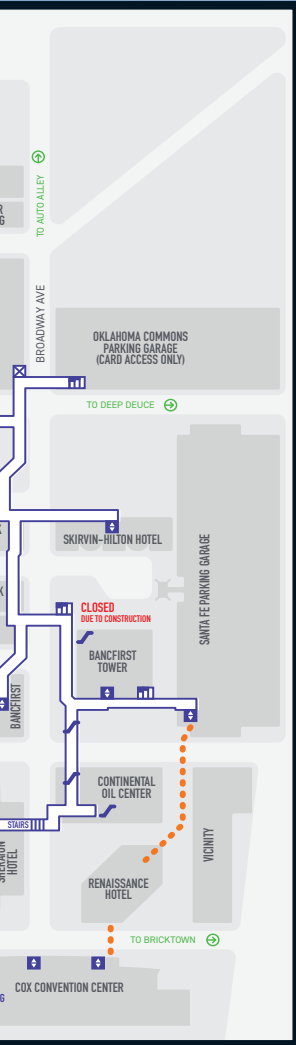 TO AUTO ALLEY
BROADWAY AVE
OKLAHOMA COMMONS
PARKING GARAGE
(CARD ACCESS ONLY)
TO DEEP DEUCE
SKIRVIN-HILTON HOTEL
SANTA FE PARKING GARAGE
CLOSED
DUE TO CONSTRUCTION
BANCFIRST
TOWER
BANCFIRST
CONTINENTAL
OIL CENTER
STAIRS
SHERATON
HOTEL
VICINITY
RENAISSANCE
HOTEL
TO BRICKTOWN
COX CONVENTION CENTER